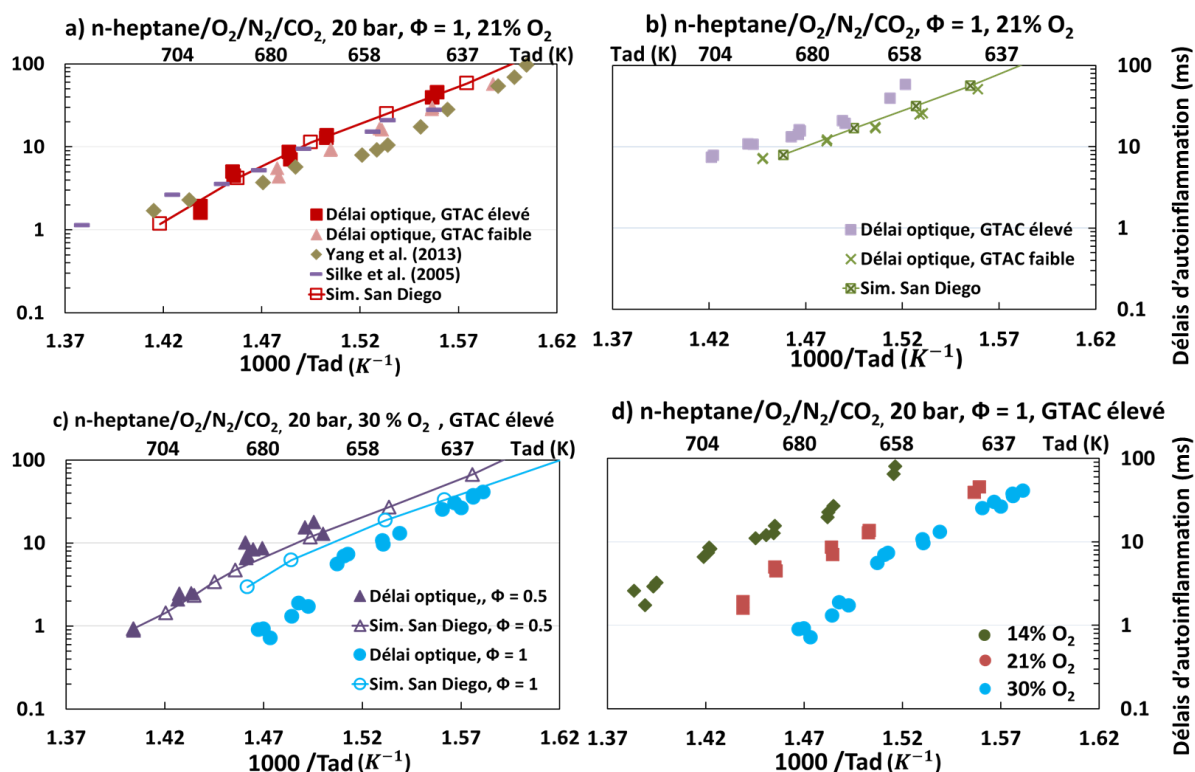 a) n-heptane/O2/N2/CO2, 20 bar, Φ = 1, 21% O2
704 680 658 637 Tad (K)
100
10
1
0.1
Délai optique, GTAC élevé
Délai optique, GTAC faible
Yang et al. (2013)
Silke et al. (2005)
Sim. San Diego
1.37 1.42 1.47 1.52 1.57 1.62
1000 /Tad (K⁻¹)
b) n-heptane/O2/N2/CO2, Φ = 1, 21% O2
Tad (K) 704 680 658 637
100
10
1
0.1
Délais d'autoinflammation (ms)
Délai optique, GTAC élevé
Délai optique, GTAC faible
Sim. San Diego
1.37 1.42 1.47 1.52 1.57 1.62
1000/Tad (K⁻¹)
c) n-heptane/O2/N2/CO2, 20 bar, 30 % O2 , GTAC élevé
704 680 658 637 Tad (K)
100
10
1
0.1
Délai optique,, Φ = 0.5
Sim. San Diego, Φ = 0.5
Délai optique, Φ = 1
Sim. San Diego, Φ = 1
1.37 1.42 1.47 1.52 1.57 1.62
1000 /Tad (K⁻¹)
d) n-heptane/O2/N2/CO2, 20 bar, Φ = 1, GTAC élevé
704 680 658 637 Tad (K)
100
10
1
0.1
Délais d'autoinflammation (ms)
14% O2
21% O2
30% O2
1.37 1.42 1.47 1.52 1.57 1.62
1000 /Tad (K⁻¹)